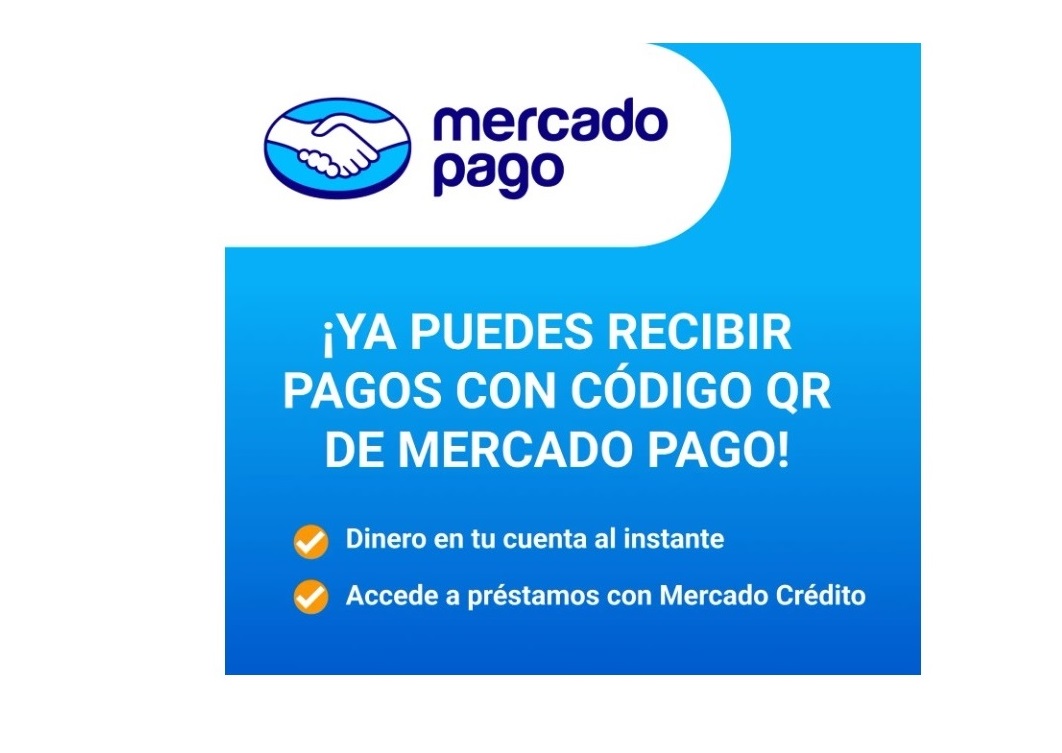 mercado
pago
¡YA PUEDES RECIBIR
PAGOS CON CÓDIGO QR
DE MERCADO PAGO!
Dinero en tu cuenta al instante
Accede a préstamos con Mercado Crédito